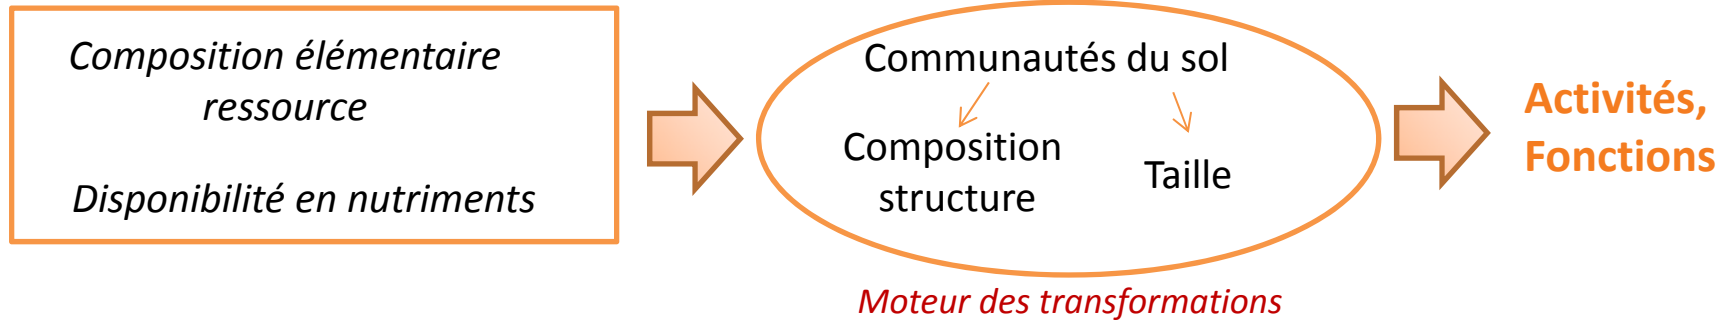 Composition élémentaire
ressource
Disponibilité en nutriments
Communautés du sol
Composition
structure
Taille
Moteur des transformations
Activités,
Fonctions